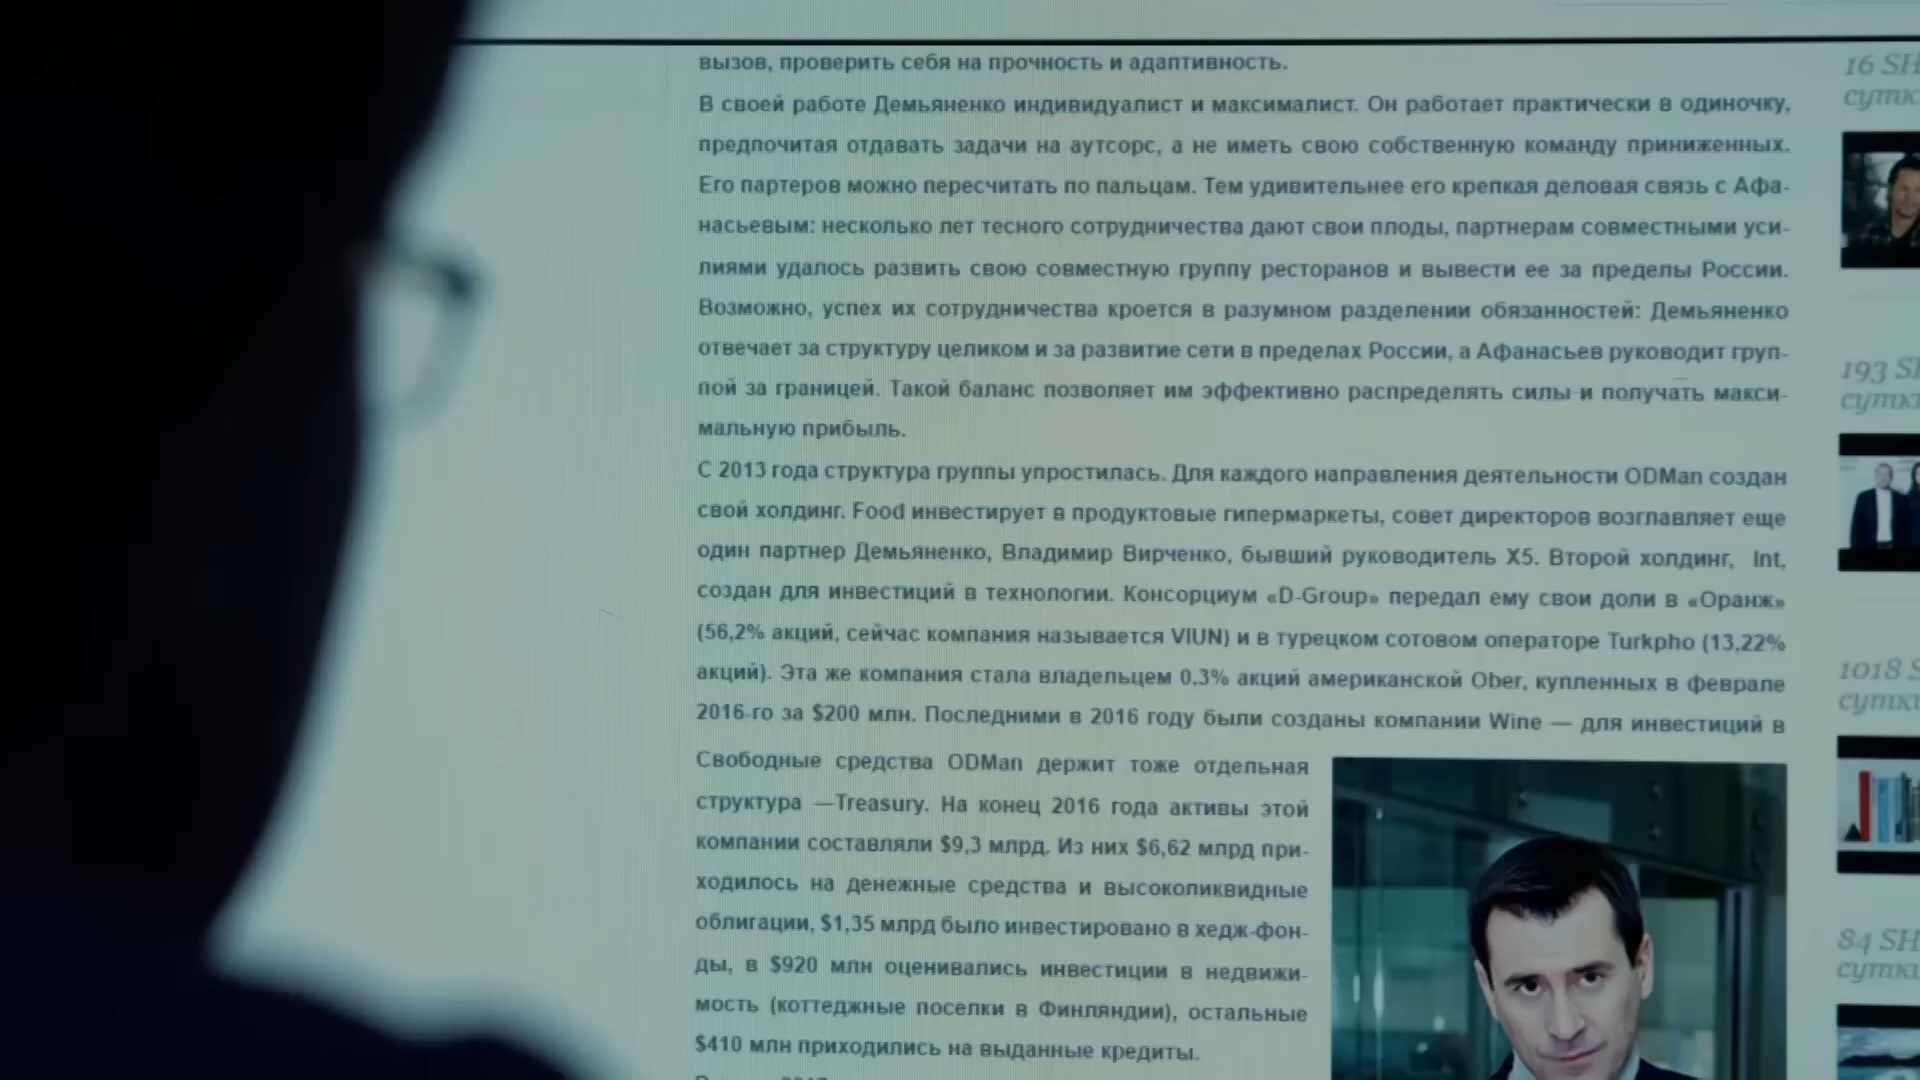 вызов, проверить себя на прочность и адаптивность.
В своей работе Демьяненко индивидуалист и максималист. Он работает практически в одиночку,
предпочитая отдавать задачи на аутсорс, а не иметь свою собственную команду приниженных.
Его партеров можно пересчитать по пальцам. Тем удивительнее его крепкая деловая связь с Афа-
насьевым: несколько лет тесного сотрудничества дают свои плоды, партнерам совместными уси-
лиями удалось развить свою совместную группу ресторанов и вывести ее за пределы России.
Возможно, успех их сотрудничества кроется в разумном разделении обязанностей: Демьяненко
отвечает за структуру целиком и за развитие сети в пределах России, а Афанасьев руководит груп-
пой за границей. Такой баланс позволяет им эффективно распределять силы и получать макси-
мальную прибыль.
С 2013 года структура группы упростилась. Для каждого направления деятельности ODMan создан
свой холдинг. Food инвестирует в продуктовые гипермаркеты, совет директоров возглавляет еще
один партнер Демьяненко, Владимир Вирченко, бывший руководитель X5. Второй холдинг, Int,
создан для инвестиций в технологии. Консорциум «D-Group» передал ему свои доли в «Оранж»
(56,2% акций, сейчас компания называется VIUN) и в турецком сотовом операторе Turkpho (13,22%
акций). Эта же компания стала владельцем 0,3% акций американской Ober, купленных в феврале
2016-го за $200 млн. Последними в 2016 году были созданы компании Wine — для инвестиций в
Свободные средства ODMan держит тоже отдельная
структура —Treasury. На конец 2016 года активы этой
компании составляли $9,3 млрд. Из них $6,62 млрд при-
ходилось на денежные средства и высоколиквидные
облигации, $1,35 млрд было инвестировано в хедж-фон-
ды, в $920 млн оценивались инвестиции в недвижи-
мость (коттеджные поселки в Финляндии), остальные
$410 млн приходились на выданные кредиты.
16 SH
сутк
193 S
сутк
1018 S
сутк
84 SH
сутк